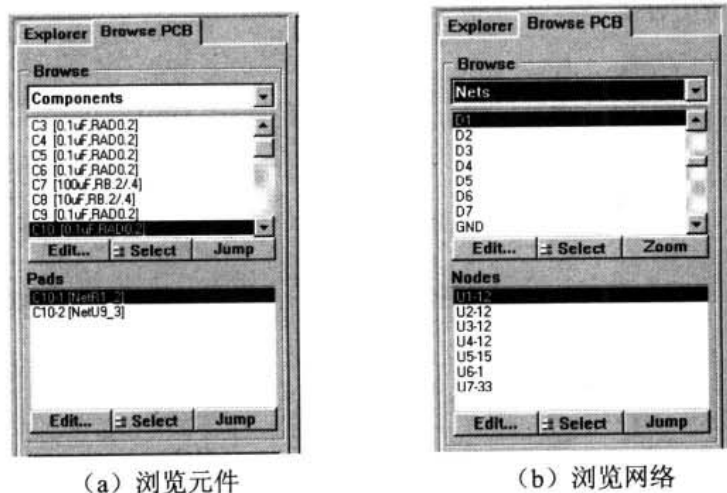 Explorer Browse PCB
Browse
Components
C3 [0.1uF,RAD0.2]
C4 [0.1uF,RAD0.2]
C5 [0.1uF,RAD0.2]
C6 [0.1uF,RAD0.2]
C7 [100uF,RB.2/.4]
C8 [10uF,RB.2/.4]
C9 [0.1uF,RAD0.2]
C10 [0.1uF,RAD0.2]
Edit... Select Jump
Pads
C10-1 [NetR1_2]
C10-2 [NetU9_3]
Edit... Select Jump
(a) 浏览元件
Explorer Browse PCB
Browse
Nets
D1
D2
D3
D4
D5
D6
D7
GND
Edit... Select Zoom
Nodes
U1-12
U2-12
U3-12
U4-12
U5-15
U6-1
U7-33
Edit... Select Jump
(b) 浏览网络